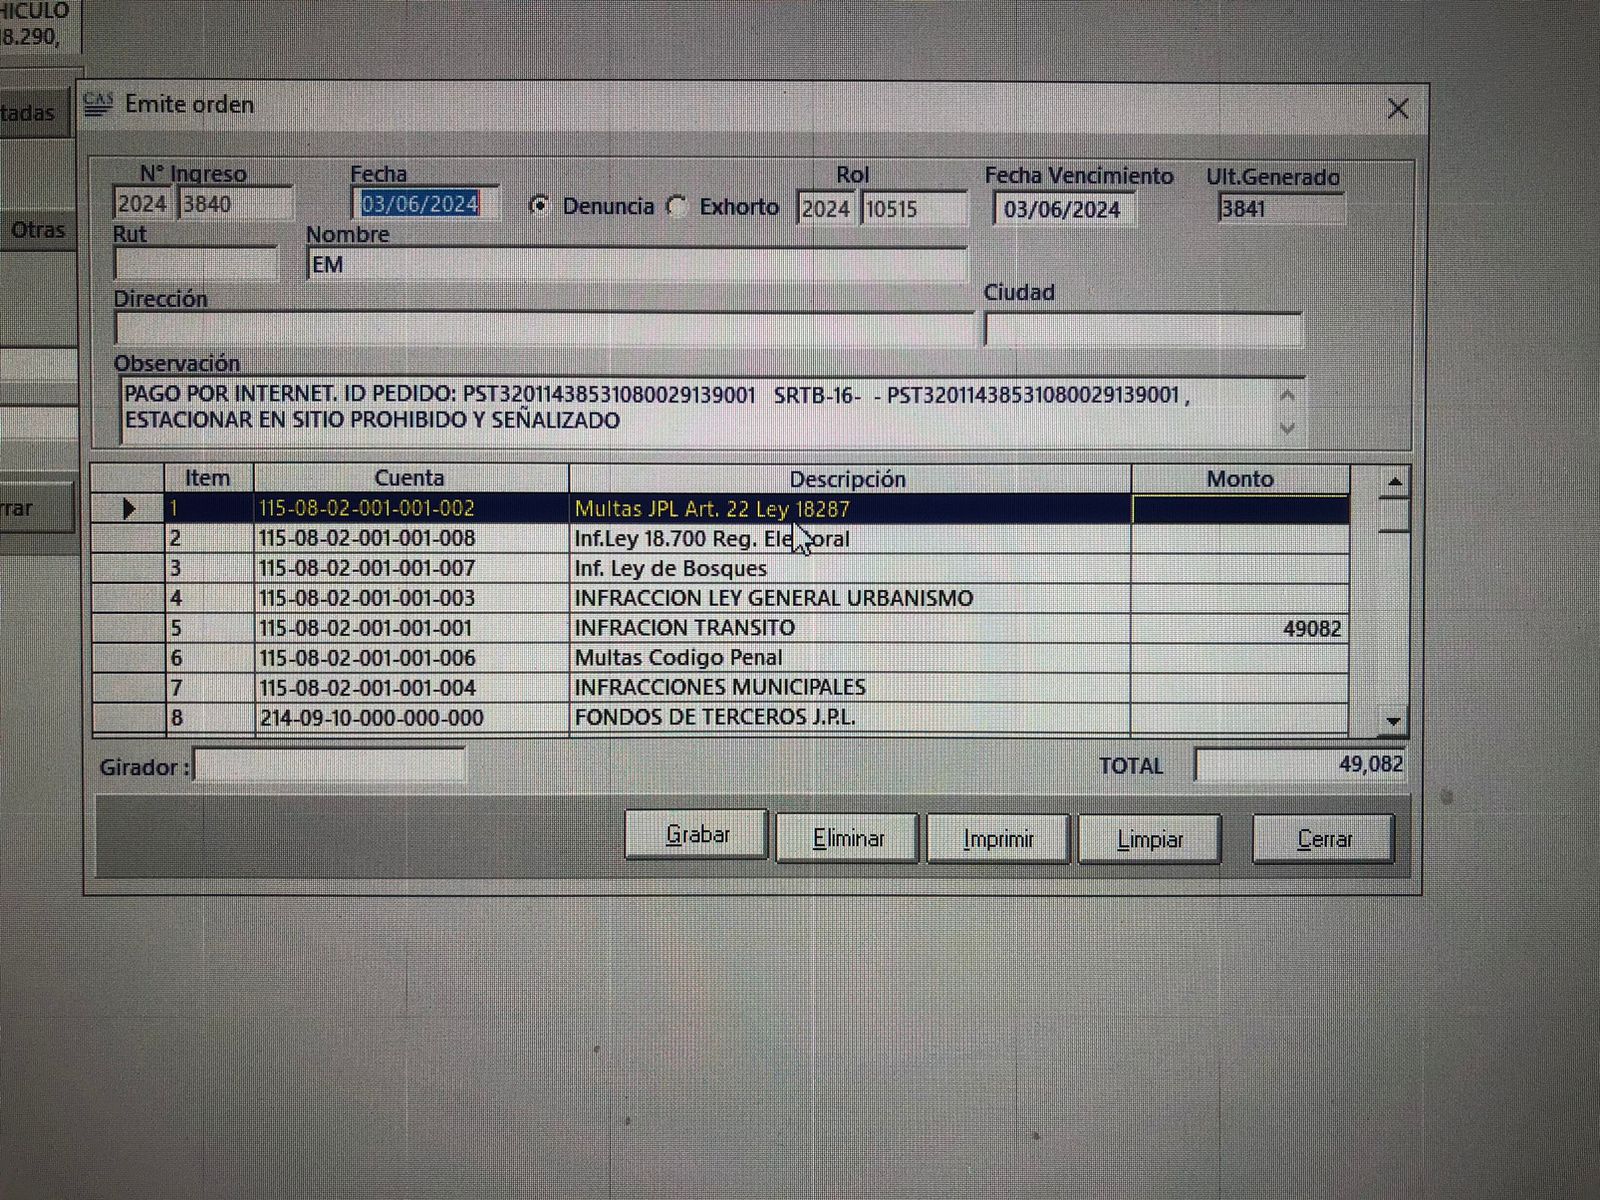 HICULO
8.290,
tadas
Otras
rrar
CAS Emite orden
N° Ingreso Fecha Rol Fecha Vencimiento Ult.Generado
2024 3840 03/06/2024 Denuncia Exhorto 2024 10515 03/06/2024 3841
Rut Nombre
EM
Dirección Ciudad
Observación
PAGO POR INTERNET. ID PEDIDO: PST32011438531080029139001 SRTB-16- - PST32011438531080029139001 ,
ESTACIONAR EN SITIO PROHIBIDO Y SEÑALIZADO
Item Cuenta Descripción Monto
1 115-08-02-001-001-002 Multas JPL Art. 22 Ley 18287
2 115-08-02-001-001-008 Inf.Ley 18.700 Reg. Electoral
3 115-08-02-001-001-007 Inf. Ley de Bosques
4 115-08-02-001-001-003 INFRACCION LEY GENERAL URBANISMO
5 115-08-02-001-001-001 INFRACION TRANSITO 49082
6 115-08-02-001-001-006 Multas Codigo Penal
7 115-08-02-001-001-004 INFRACCIONES MUNICIPALES
8 214-09-10-000-000-000 FONDOS DE TERCEROS J.P.L.
Girador : TOTAL 49,082
Grabar Eliminar Imprimir Limpiar Cerrar